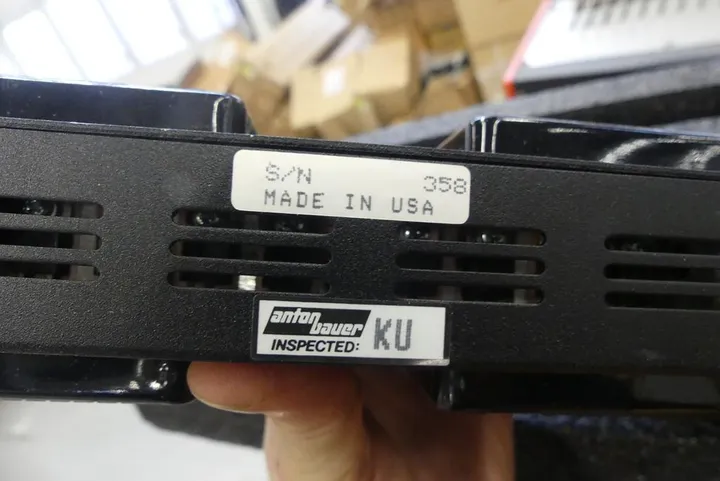 S/N 358
MADE IN USA
anton
bauer
INSPECTED: KU